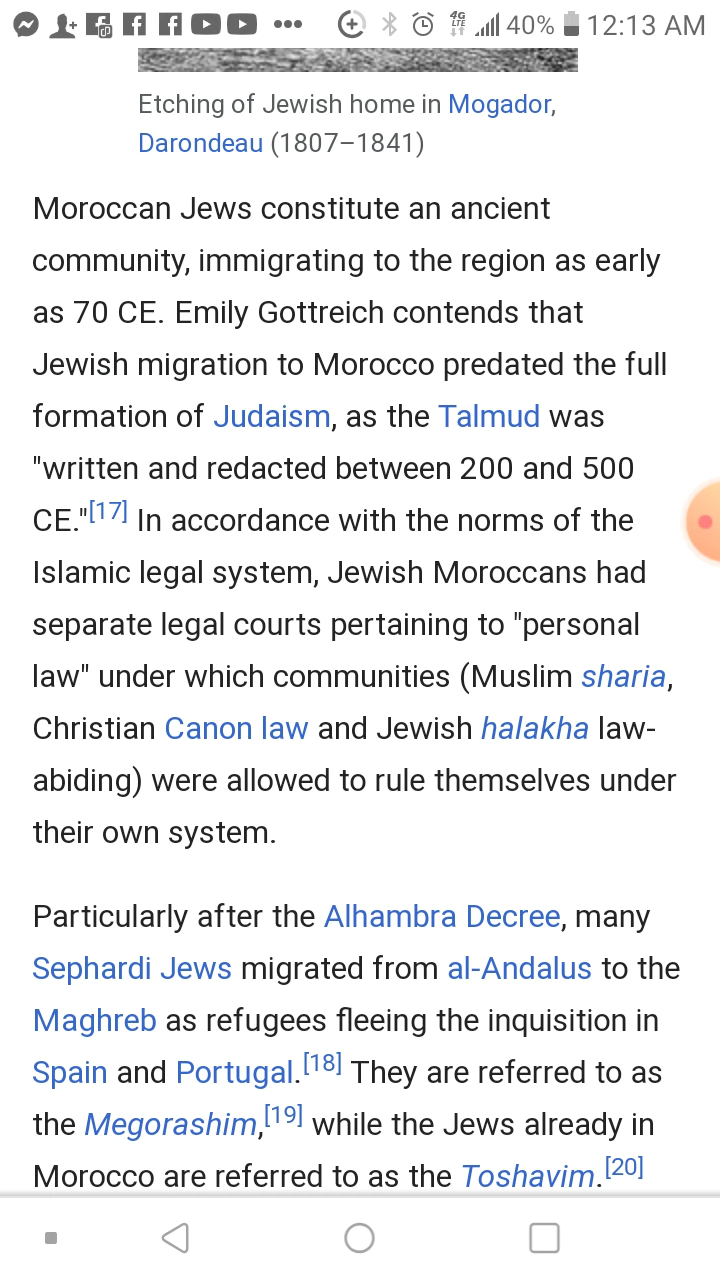 4G
LTE
40%
12:13 AM
Etching of Jewish home in Mogador,
Darondeau (1807–1841)
Moroccan Jews constitute an ancient
community, immigrating to the region as early
as 70 CE. Emily Gottreich contends that
Jewish migration to Morocco predated the full
formation of Judaism, as the Talmud was
"written and redacted between 200 and 500
CE."[17] In accordance with the norms of the
Islamic legal system, Jewish Moroccans had
separate legal courts pertaining to "personal
law" under which communities (Muslim sharia,
Christian Canon law and Jewish halakha law-
abiding) were allowed to rule themselves under
their own system.
Particularly after the Alhambra Decree, many
Sephardi Jews migrated from al-Andalus to the
Maghreb as refugees fleeing the inquisition in
Spain and Portugal.[18] They are referred to as
the Megorashim,[19] while the Jews already in
Morocco are referred to as the Toshavim.[20]